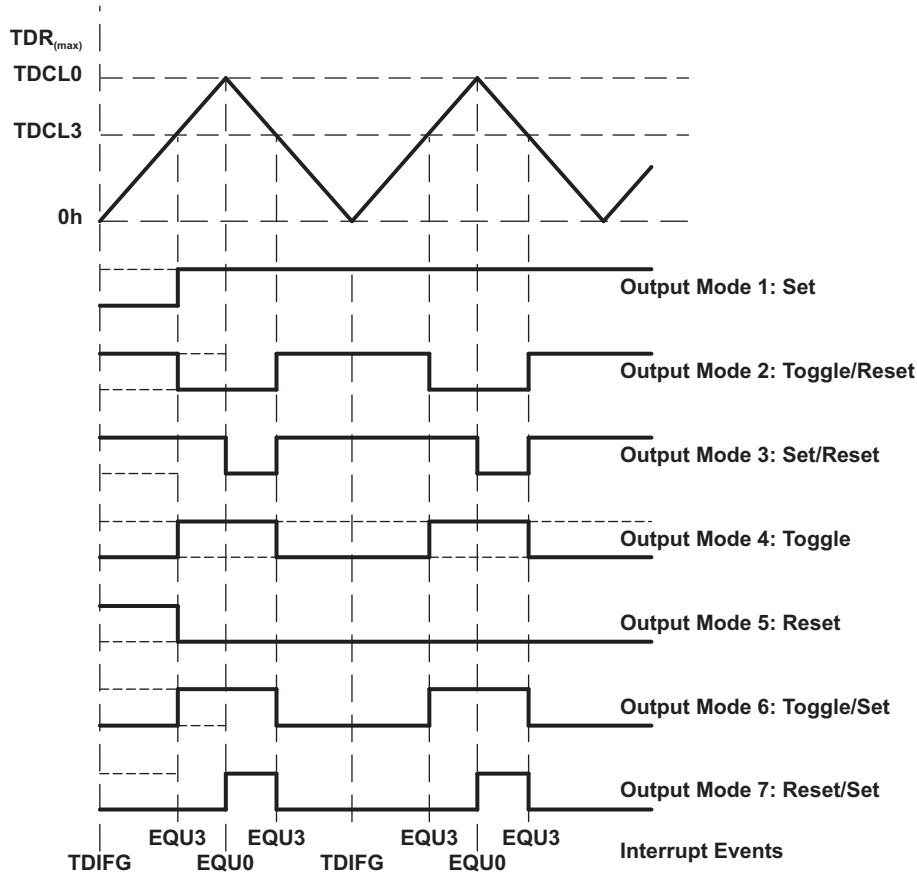 TDR(max)
TDCL0
TDCL3
0h
Output Mode 1: Set
Output Mode 2: Toggle/Reset
Output Mode 3: Set/Reset
Output Mode 4: Toggle
Output Mode 5: Reset
Output Mode 6: Toggle/Set
Output Mode 7: Reset/Set
EQU3 EQU3 EQU3 EQU3
TDIFG EQU0 TDIFG EQU0 Interrupt Events